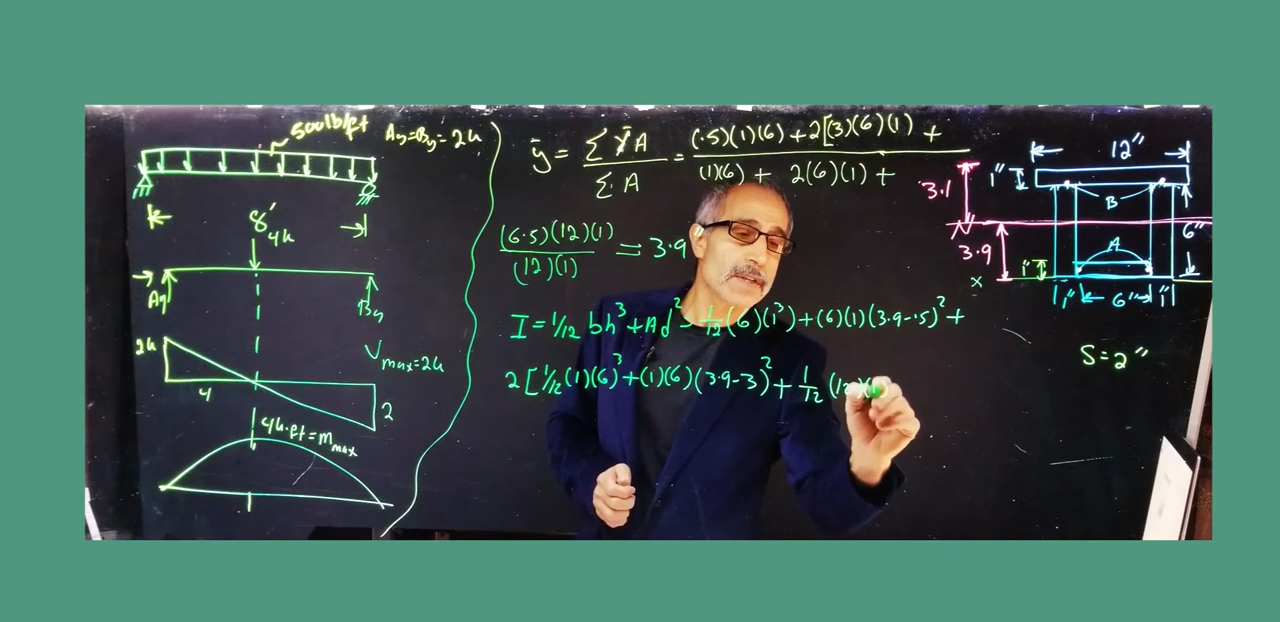 500lb/ft
Ay=By=2k
8'
4k
Ay
By
2k
4
Vmax=2k
2
4k.ft=Mmax
ȳ = ΣȳA / ΣA = (.5)(1)(6) + 2[(3)(6)(1) + / (1)(6) + 2(6)(1) +
(6.5)(12)(1) / (12)(1) = 3.9
I = 1/12 bh³ + Ad² = 1/12 (6)(1³) + (6)(1)(3.9-.5)² +
2[1/12 (1)(6)³ + (1)(6)(3.9-3)² + 1/12 (12)(
12"
1"
3.1
B
6"
3.9
A
1"
x
1" 6" 1"
S=2"